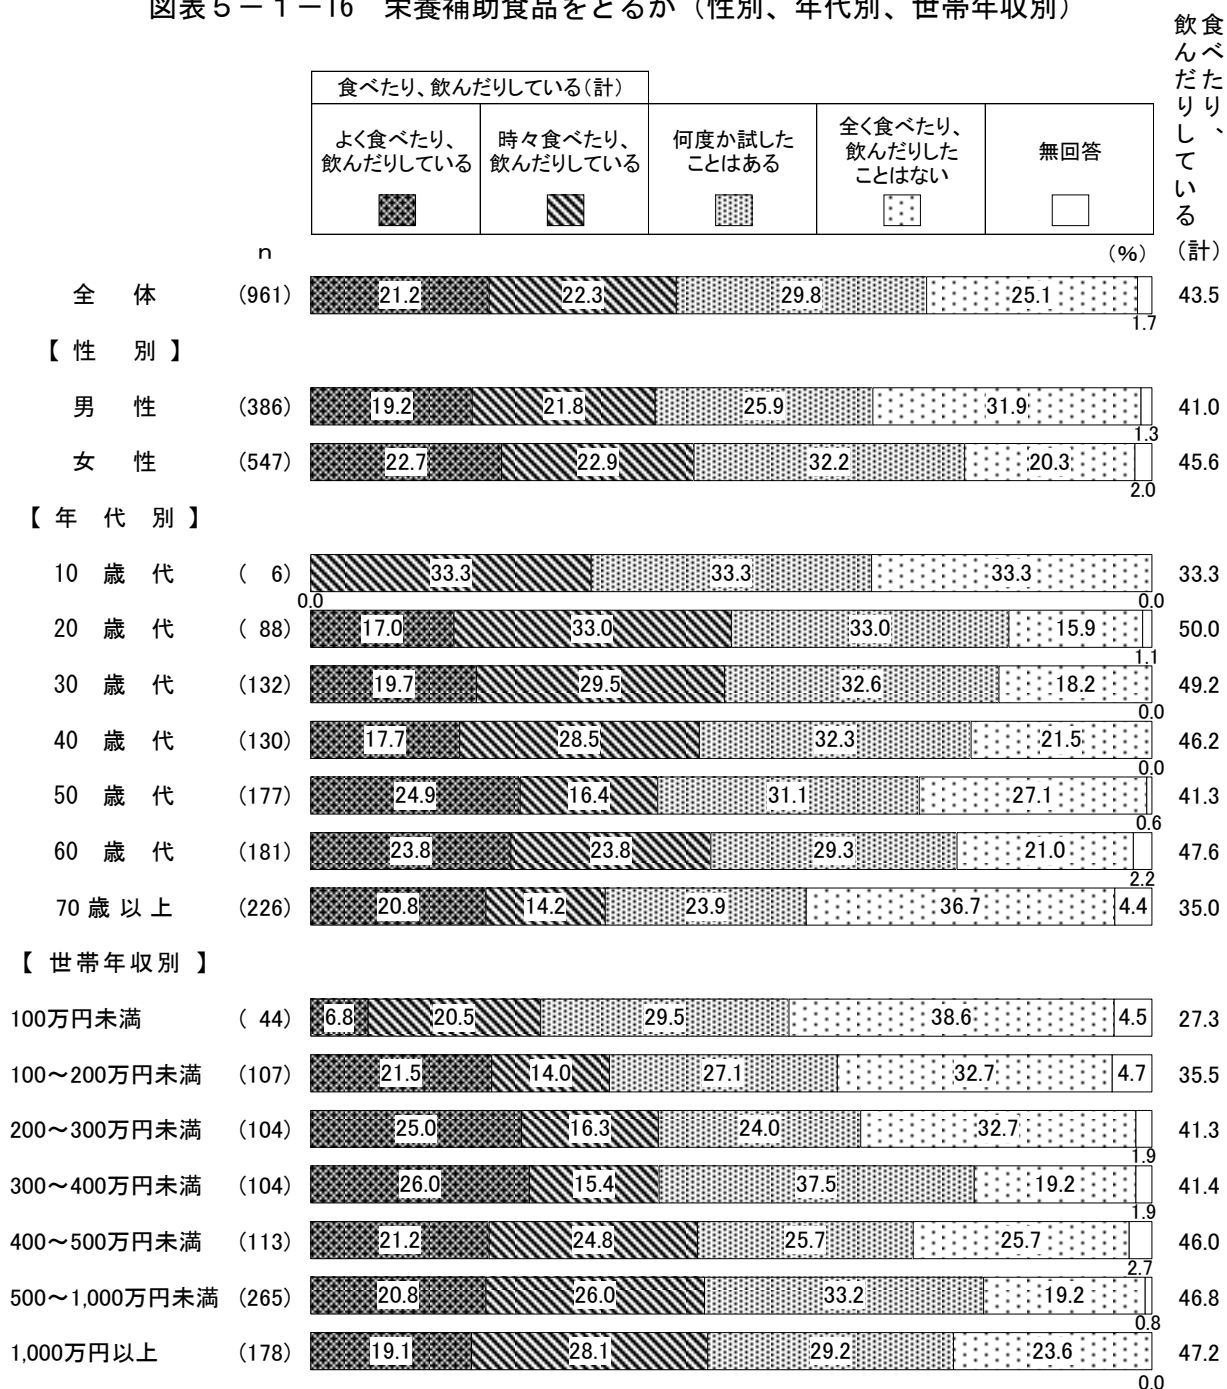 図表５－１－16　栄養補助食品をとるか（性別、年代別、世帯年収別）
食べたり、飲んだりしている(計)
よく食べたり、飲んだりしている
時々食べたり、飲んだりしている
何度か試したことはある
全く食べたり、飲んだりしたことはない
無回答
食べたり、
飲んだりしている
(計)
n
(%)
全　体 (961) 21.2 22.3 29.8 25.1 1.7 43.5
【 性　別 】
男　性 (386) 19.2 21.8 25.9 31.9 1.3 41.0
女　性 (547) 22.7 22.9 32.2 20.3 2.0 45.6
【 年 代 別 】
10 歳 代 ( 6) 0.0 33.3 33.3 33.3 0.0 33.3
20 歳 代 ( 88) 17.0 33.0 33.0 15.9 1.1 50.0
30 歳 代 (132) 19.7 29.5 32.6 18.2 0.0 49.2
40 歳 代 (130) 17.7 28.5 32.3 21.5 0.0 46.2
50 歳 代 (177) 24.9 16.4 31.1 27.1 0.6 41.3
60 歳 代 (181) 23.8 23.8 29.3 21.0 2.2 47.6
70 歳 以 上 (226) 20.8 14.2 23.9 36.7 4.4 35.0
【 世帯年収別 】
100万円未満 ( 44) 6.8 20.5 29.5 38.6 4.5 27.3
100～200万円未満 (107) 21.5 14.0 27.1 32.7 4.7 35.5
200～300万円未満 (104) 25.0 16.3 24.0 32.7 1.9 41.3
300～400万円未満 (104) 26.0 15.4 37.5 19.2 1.9 41.4
400～500万円未満 (113) 21.2 24.8 25.7 25.7 2.7 46.0
500～1,000万円未満 (265) 20.8 26.0 33.2 19.2 0.8 46.8
1,000万円以上 (178) 19.1 28.1 29.2 23.6 0.0 47.2